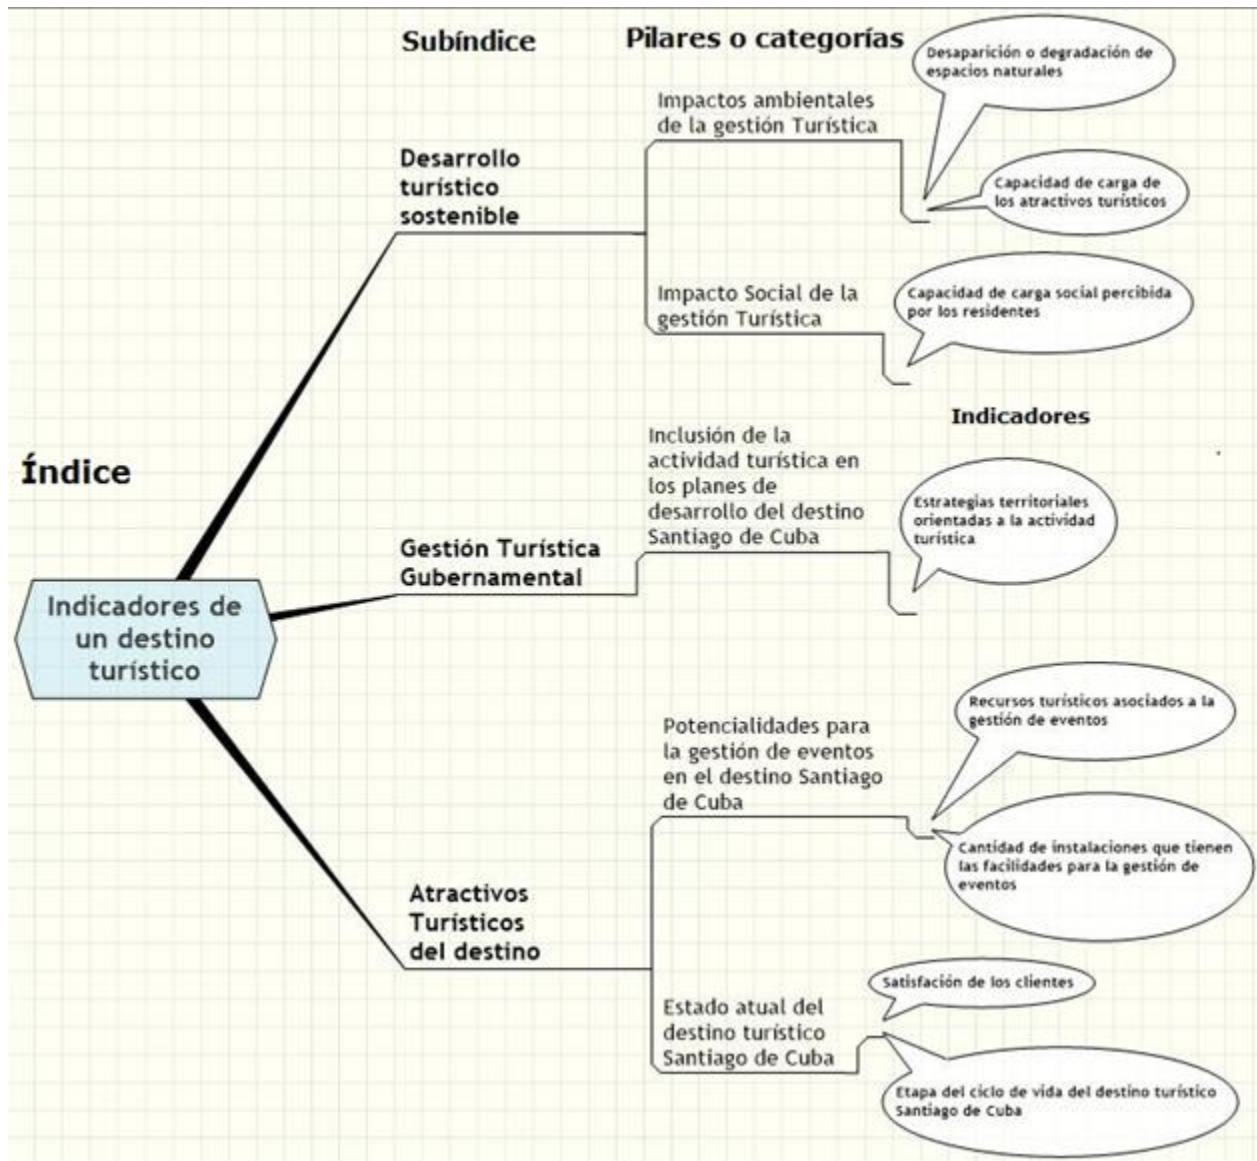 Subíndice
Pilares o categorías
Desaparición o degradación de
espacios naturales
Impactos ambientales
de la gestión Turística
Desarrollo
turístico
sostenible
Capacidad de carga de
los atractivos turísticos
Impacto Social de la
gestión Turística
Capacidad de carga social percibida
por los residentes
Indicadores
Índice
Inclusión de la
actividad turística en
los planes de
desarrollo del destino
Santiago de Cuba
Estrategias territoriales
orientadas a la actividad
turística
Gestión Turística
Gubernamental
Indicadores de
un destino
turístico
Recursos turísticos asociados a la
gestión de eventos
Potencialidades para
la gestión de eventos
en el destino Santiago
de Cuba
Cantidad de instalaciones que tienen
las facilidades para la gestión de
eventos
Atractivos
Turísticos
del destino
Satisfacción de los clientes
Estado atual del
destino turístico
Santiago de Cuba
Etapa del ciclo de vida del destino turístico
Santiago de Cuba